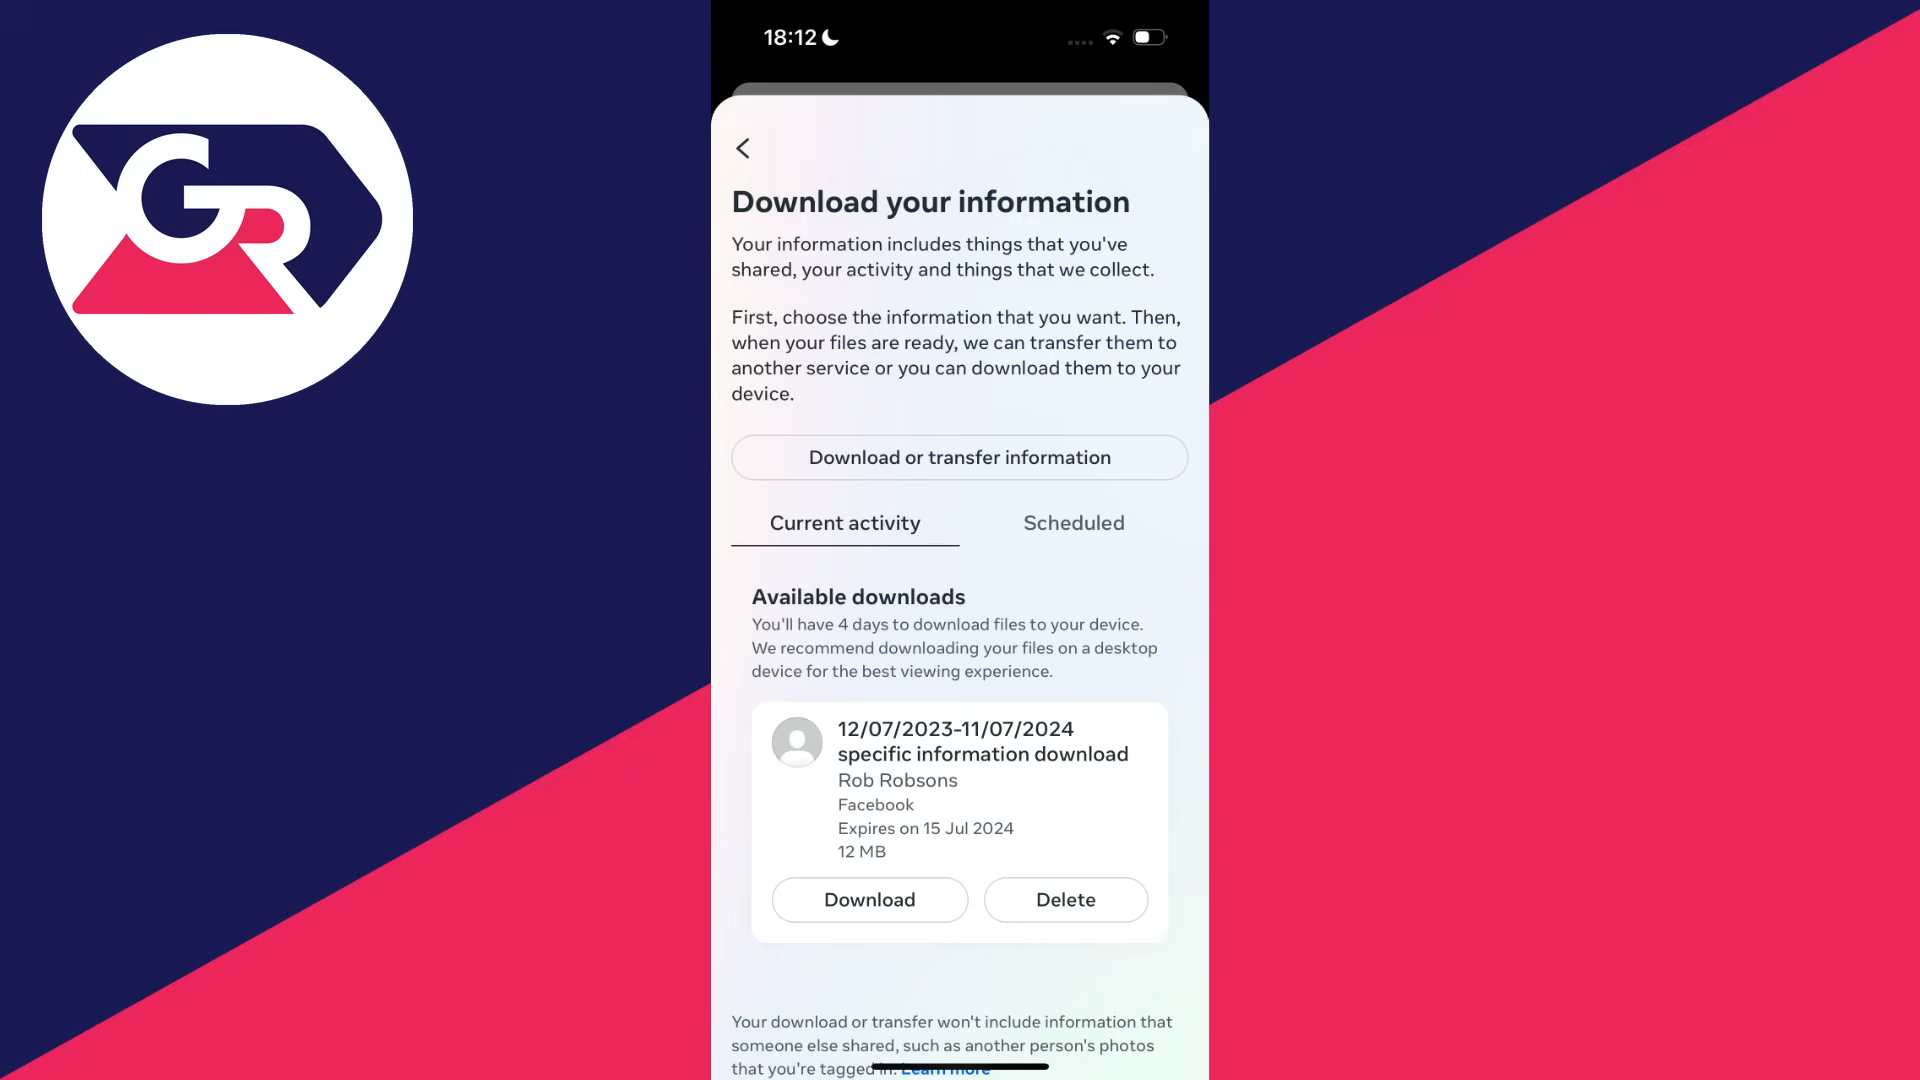 GR
18:12
Download your information
Your information includes things that you've
shared, your activity and things that we collect.
First, choose the information that you want. Then,
when your files are ready, we can transfer them to
another service or you can download them to your
device.
Download or transfer information
Current activity
Scheduled
Available downloads
You'll have 4 days to download files to your device.
We recommend downloading your files on a desktop
device for the best viewing experience.
12/07/2023-11/07/2024
specific information download
Rob Robsons
Facebook
Expires on 15 Jul 2024
12 MB
Download
Delete
Your download or transfer won't include information that
someone else shared, such as another person's photos
that you're tagged in. Learn more